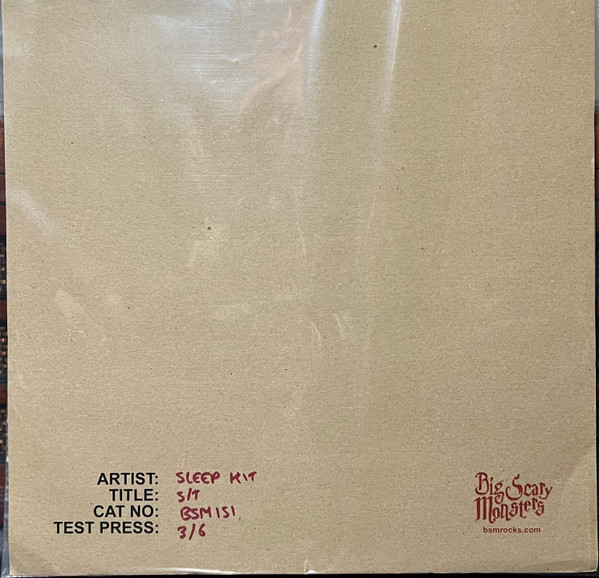 ARTIST: SLEEP KIT
TITLE: S/T
CAT NO: BSM151
TEST PRESS: 3/6
Big Scary
Monsters
bsmrocks.com